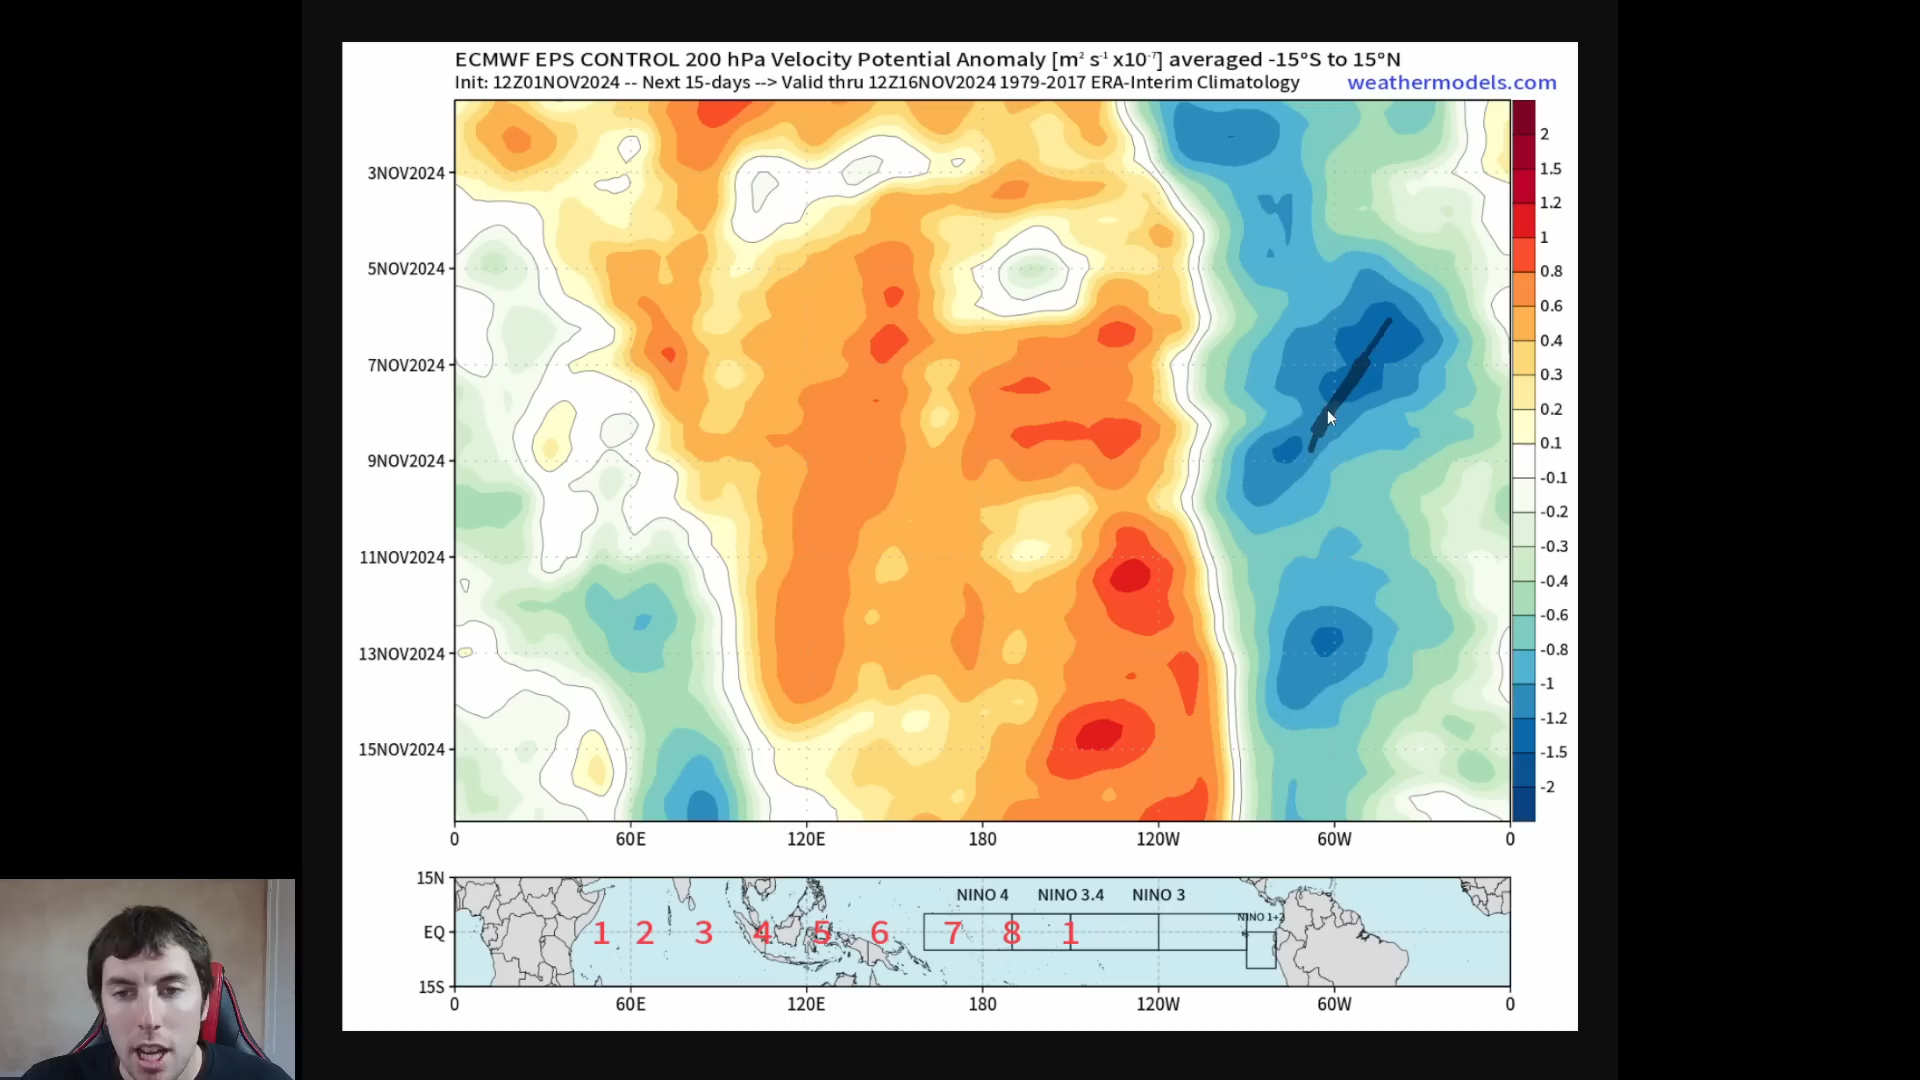 ECMWF EPS CONTROL 200 hPa Velocity Potential Anomaly [m² s⁻¹ x10⁻⁷] averaged -15°S to 15°N
Init: 12Z01NOV2024 -- Next 15-days --> Valid thru 12Z16NOV2024 1979-2017 ERA-Interim Climatology
weathermodels.com
3NOV2024
5NOV2024
7NOV2024
9NOV2024
11NOV2024
13NOV2024
15NOV2024
0 60E 120E 180 120W 60W 0
2
1.5
1.2
1
0.8
0.6
0.4
0.3
0.2
0.1
-0.1
-0.2
-0.3
-0.4
-0.6
-0.8
-1
-1.2
-1.5
-2
15N
EQ
15S
NINO 4 NINO 3.4 NINO 3
NINO 1+2
1 2 3 4 5 6 7 8 1
0 60E 120E 180 120W 60W 0